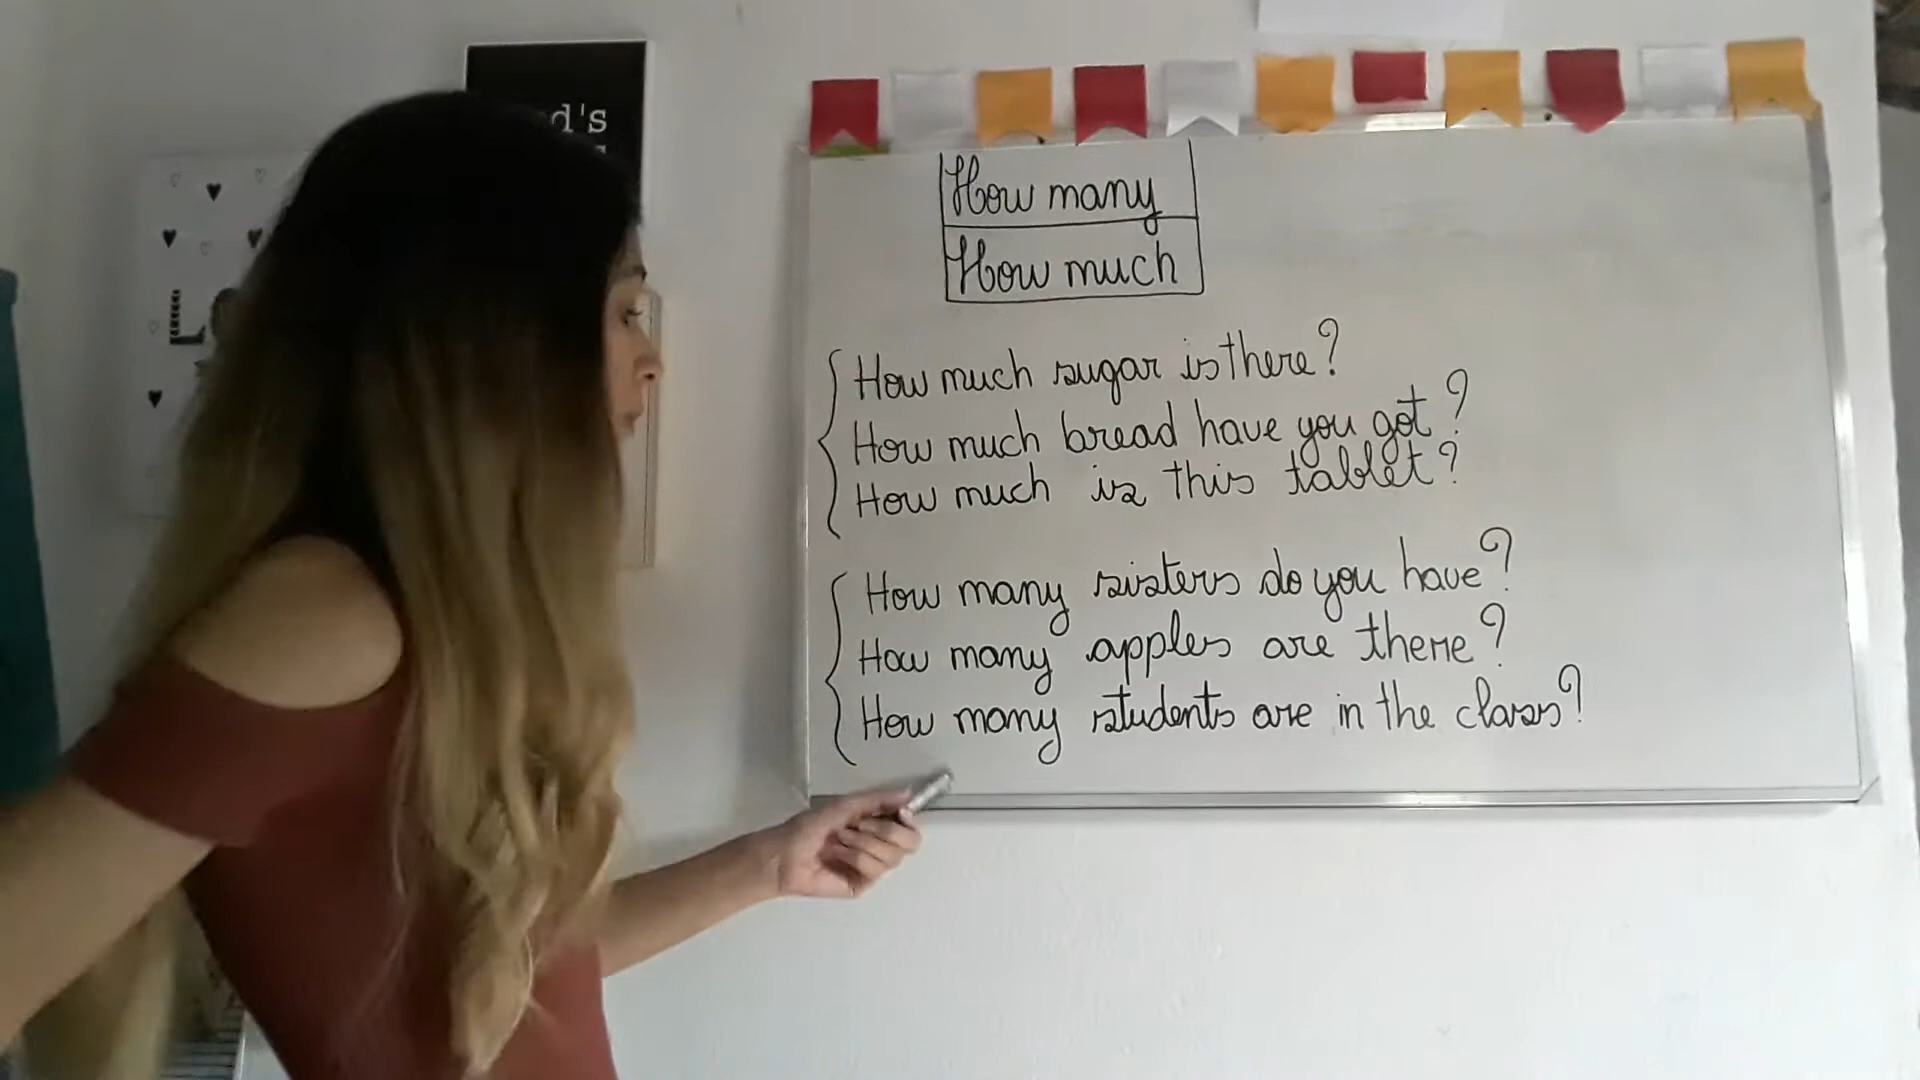 d's
L
How many
How much
How much sugar is there?
How much bread have you got?
How much is this tablet?
How many sisters do you have?
How many apples are there?
How many students are in the class?